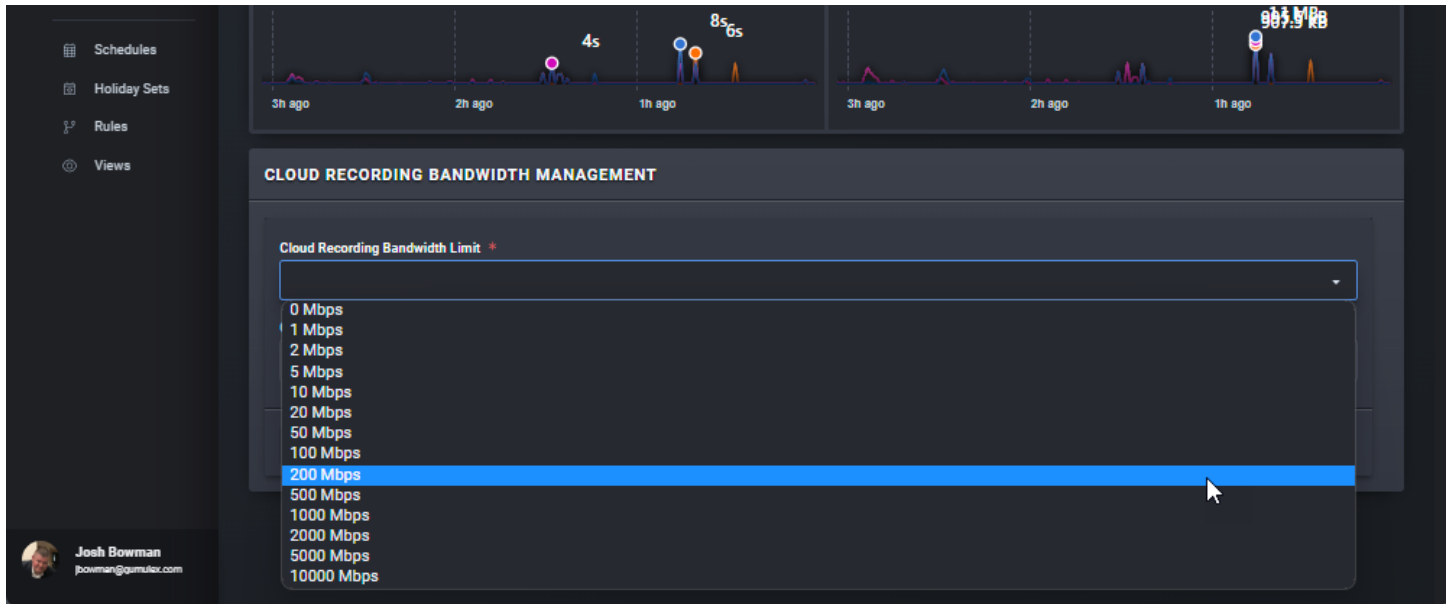 Schedules
Holiday Sets
Rules
Views
4s
8s
6s
3h ago
2h ago
1h ago
3h ago
2h ago
1h ago
CLOUD RECORDING BANDWIDTH MANAGEMENT
Cloud Recording Bandwidth Limit *
0 Mbps
1 Mbps
2 Mbps
5 Mbps
10 Mbps
20 Mbps
50 Mbps
100 Mbps
200 Mbps
500 Mbps
1000 Mbps
2000 Mbps
5000 Mbps
10000 Mbps
Josh Bowman
jbowman@gumulex.com